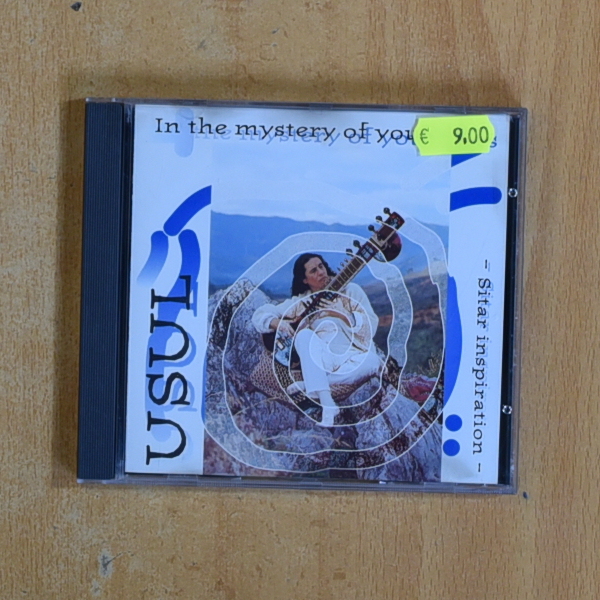 In the mystery of you
€ 9,00
USUL
- Sitar inspiration -